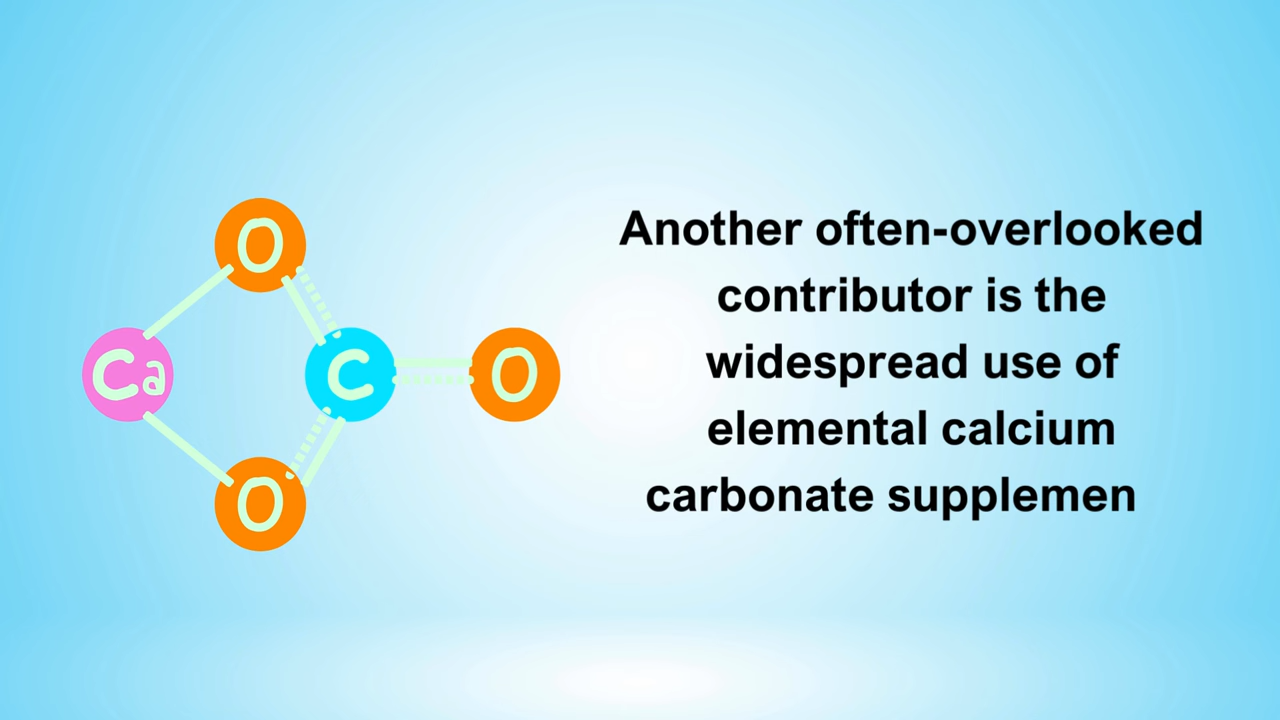 O
Ca
C
O
O
Another often-overlooked
contributor is the
widespread use of
elemental calcium
carbonate supplemen